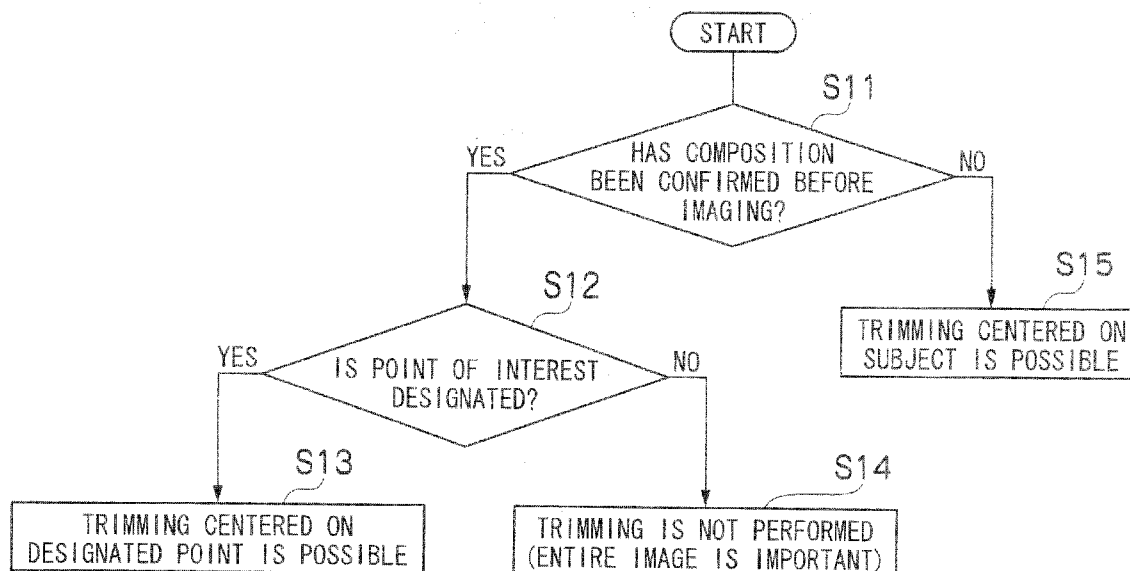 START
S11
HAS COMPOSITION
BEEN CONFIRMED BEFORE
IMAGING?
YES
NO
S12
IS POINT OF INTEREST
DESIGNATED?
YES
NO
S15
TRIMMING CENTERED ON
SUBJECT IS POSSIBLE
S13
TRIMMING CENTERED ON
DESIGNATED POINT IS POSSIBLE
S14
TRIMMING IS NOT PERFORMED
(ENTIRE IMAGE IS IMPORTANT)